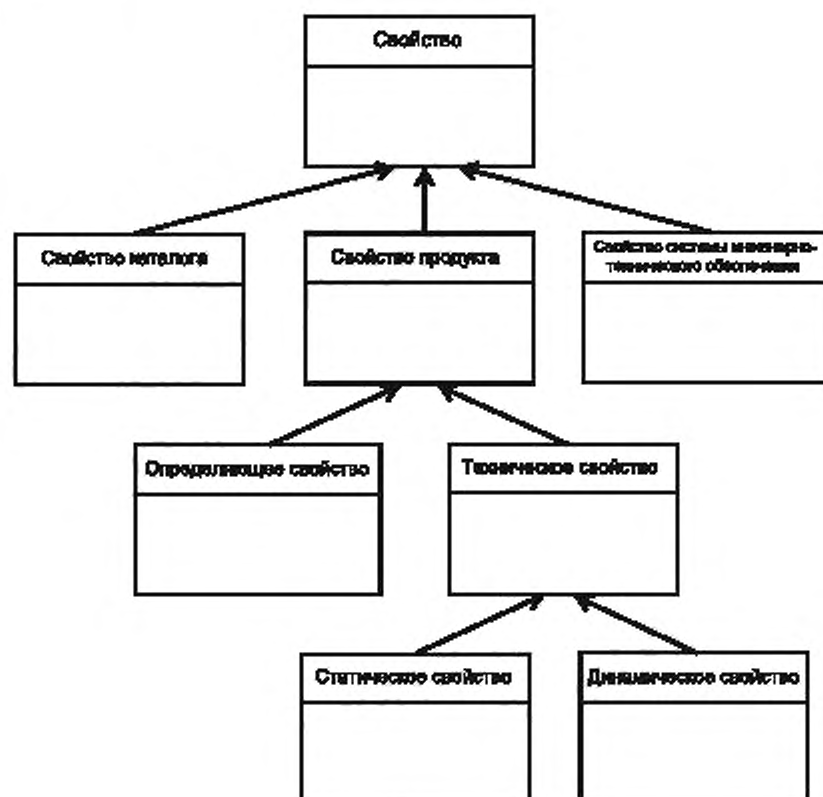 Свойство
Свойство каталога
Свойство продукта
Свойство системы инженерно-
технического обеспечения
Определяющее свойство
Техническое свойство
Статическое свойство
Динамическое свойство